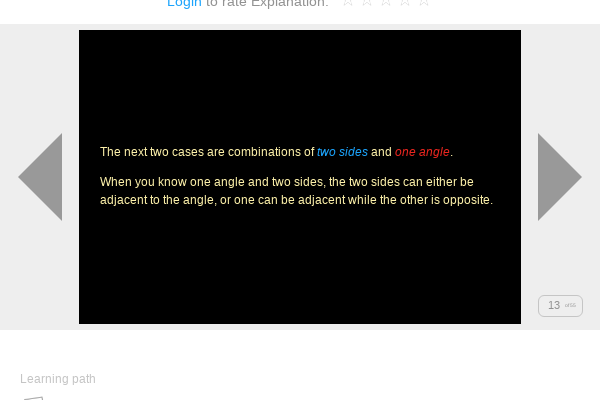 Login to rate Explanation.
The next two cases are combinations of two sides and one angle.
When you know one angle and two sides, the two sides can either be
adjacent to the angle, or one can be adjacent while the other is opposite.
13 of 55
Learning path